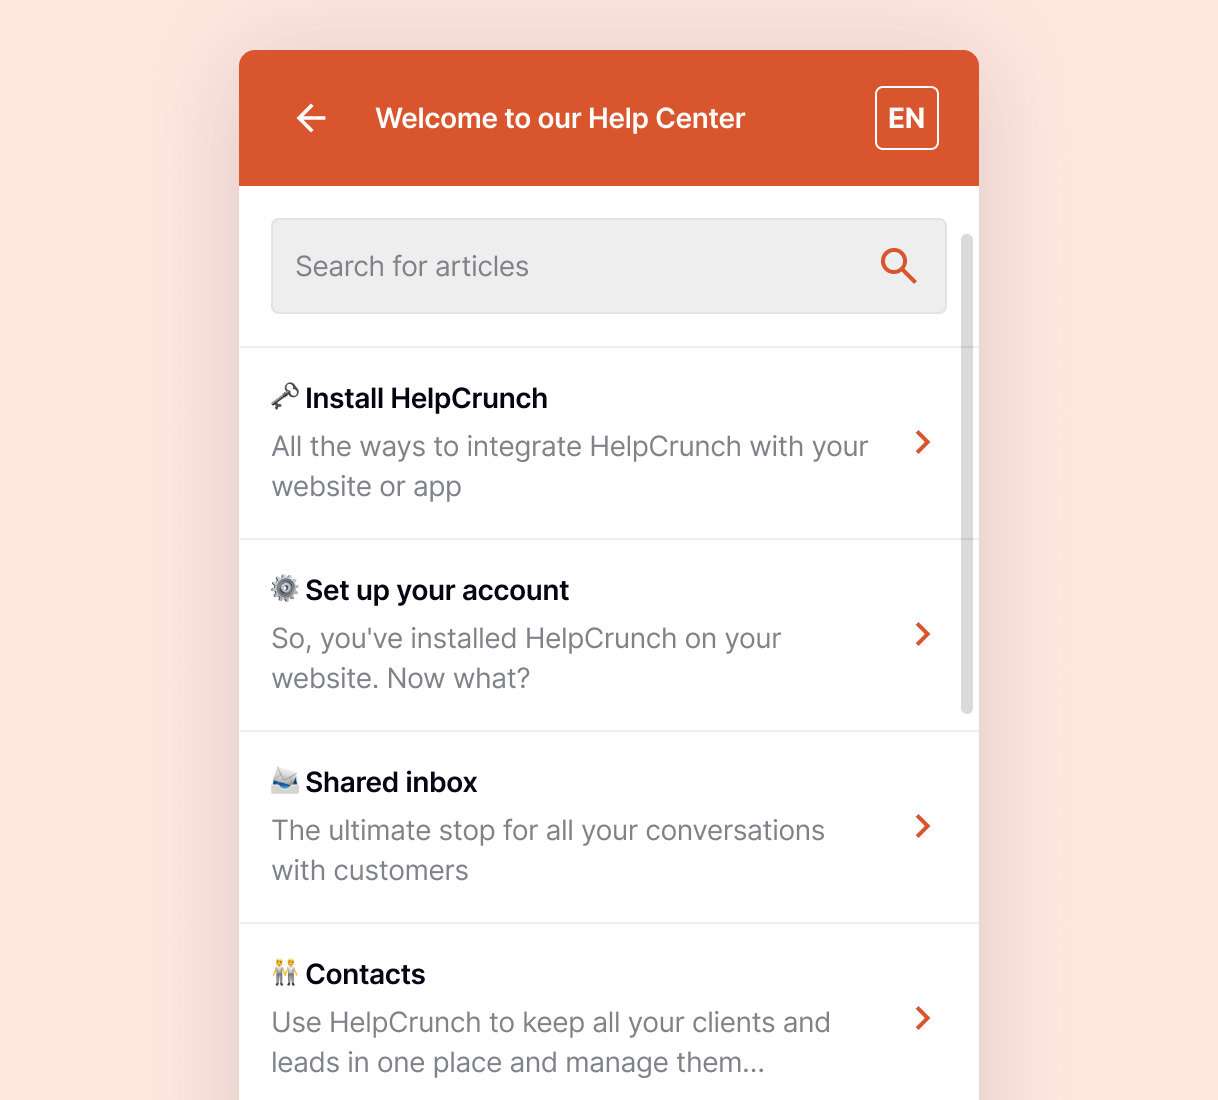 Welcome to our Help Center
EN
Search for articles
Install HelpCrunch
All the ways to integrate HelpCrunch with your
website or app
Set up your account
So, you've installed HelpCrunch on your
website. Now what?
Shared inbox
The ultimate stop for all your conversations
with customers
Contacts
Use HelpCrunch to keep all your clients and
leads in one place and manage them...